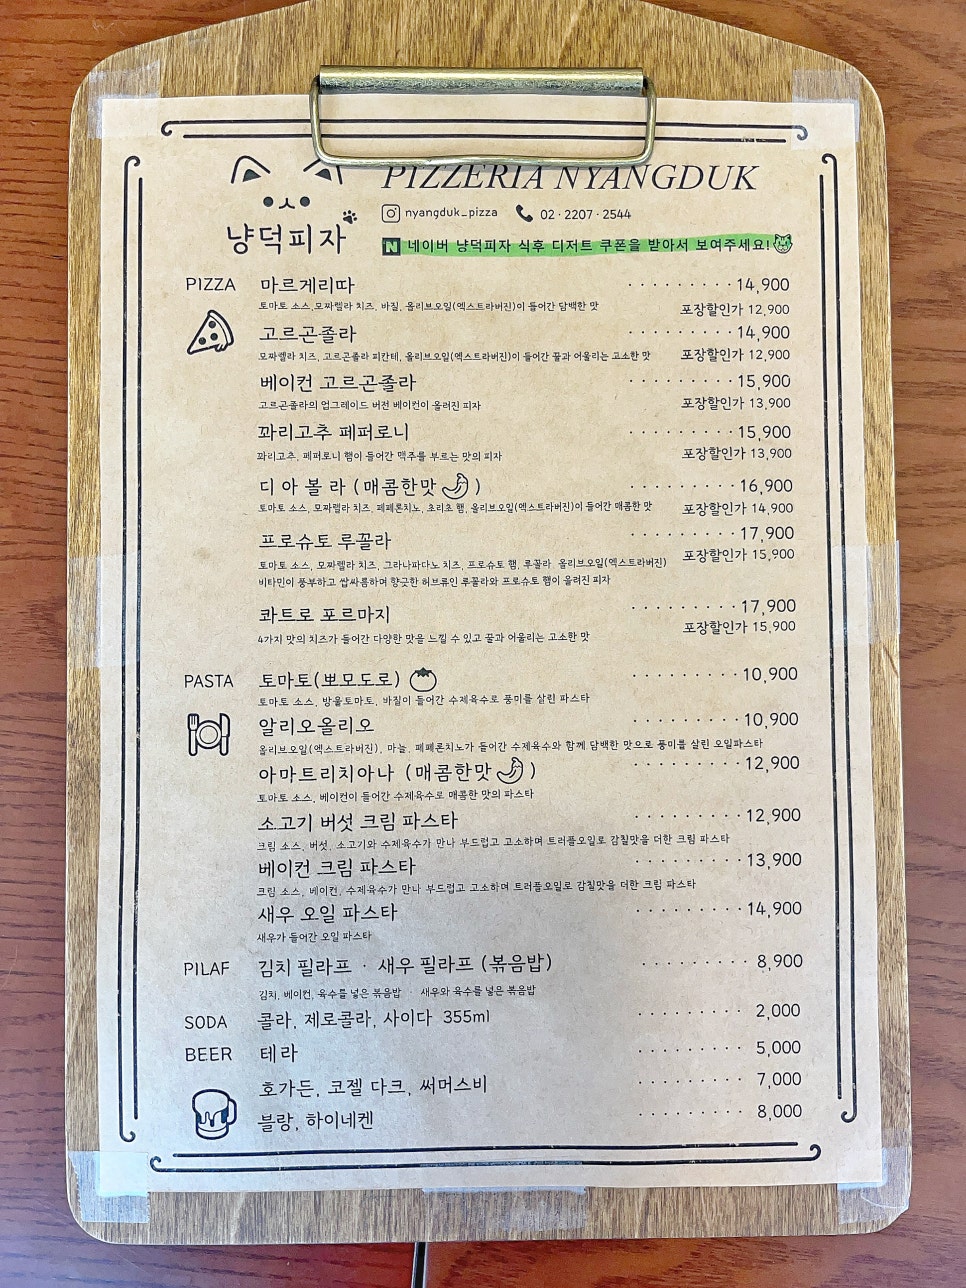 PIZZERIA NYANGDUK
냥덕피자
nyangduk_pizza 02·2207·2544
N 네이버 냥덕피자 식후 디저트 쿠폰을 받아서 보여주세요!
PIZZA 마르게리따 14,900
토마토 소스, 모짜렐라 치즈, 바질, 올리브오일(엑스트라버진)이 들어간 담백한 맛 포장할인가 12,900
고르곤졸라 14,900
모짜렐라 치즈, 고르곤졸라 피칸테, 올리브오일(엑스트라버진)이 들어간 꿀과 어울리는 고소한 맛 포장할인가 12,900
베이컨 고르곤졸라 15,900
고르곤졸라의 업그레이드 버전 베이컨이 올려진 피자 포장할인가 13,900
꽈리고추 페퍼로니 15,900
꽈리고추, 페퍼로니 햄이 들어간 맥주를 부르는 맛의 피자 포장할인가 13,900
디아볼라 (매콤한맛) 16,900
토마토 소스, 모짜렐라 치즈, 페페론치노, 초리초 햄, 올리브오일(엑스트라버진)이 들어간 매콤한 맛 포장할인가 14,900
프로슈토 루꼴라 17,900
토마토 소스, 모짜렐라 치즈, 그라나파다노 치즈, 프로슈토 햄, 루꼴라, 올리브오일(엑스트라버진) 포장할인가 15,900
비타민이 풍부하고 쌉싸름하며 향긋한 허브류인 루꼴라와 프로슈토 햄이 올려진 피자
콰트로 포르마지 17,900
4가지 맛의 치즈가 들어간 다양한 맛을 느낄 수 있고 꿀과 어울리는 고소한 맛 포장할인가 15,900
PASTA 토마토(뽀모도로) 10,900
토마토 소스, 방울토마토, 바질이 들어간 수제육수로 풍미를 살린 파스타
알리오올리오 10,900
올리브오일(엑스트라버진), 마늘, 페페론치노가 들어간 수제육수와 함께 담백한 맛으로 풍미를 살린 오일파스타
아마트리치아나 (매콤한맛) 12,900
토마토 소스, 베이컨이 들어간 수제육수로 매콤한 맛의 파스타
소고기 버섯 크림 파스타 12,900
크림 소스, 버섯, 소고기와 수제육수가 만나 부드럽고 고소하며 트러플오일로 감칠맛을 더한 크림 파스타
베이컨 크림 파스타 13,900
크림 소스, 베이컨, 수제육수가 만나 부드럽고 고소하며 트러플오일로 감칠맛을 더한 크림 파스타
새우 오일 파스타 14,900
새우가 들어간 오일 파스타
PILAF 김치 필라프 · 새우 필라프 (볶음밥) 8,900
김치, 베이컨, 육수를 넣은 볶음밥 · 새우와 육수를 넣은 볶음밥
SODA 콜라, 제로콜라, 사이다 355ml 2,000
BEER 테라 5,000
호가든, 코젤 다크, 써머스비 7,000
블랑, 하이네켄 8,000